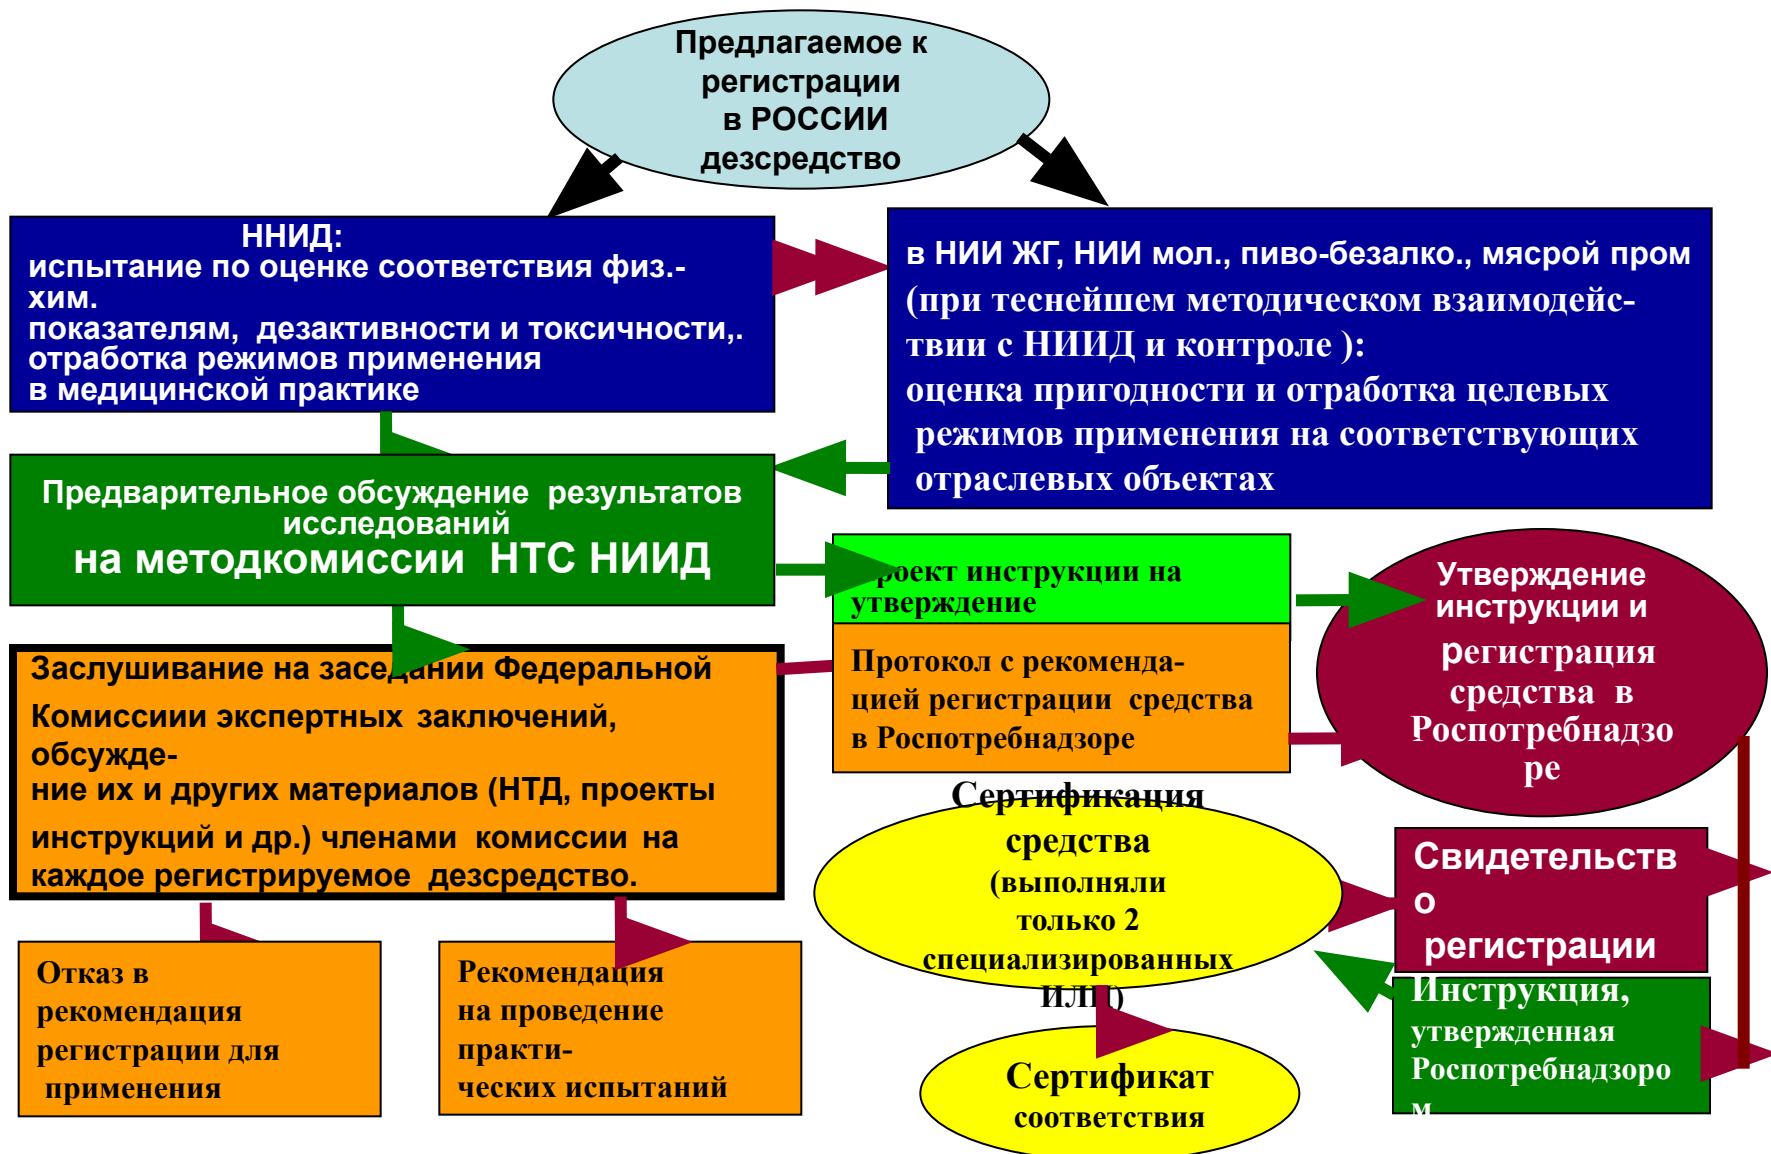 Предлагаемое к
регистрации
в РОССИИ
дезсредство
ННИД:
испытание по оценке соответствия физ.-
хим.
показателям, дезактивности и токсичности,.
отработка режимов применения
в медицинской практике
в НИИ ЖГ, НИИ мол., пиво-безалко., мясрой пром
(при теснейшем методическом взаимодейс-
твии с НИИД и контроле ):
оценка пригодности и отработка целевых
режимов применения на соответствующих
отраслевых объектах
Предварительное обсуждение результатов
исследований
на методкомиссии НТС НИИД
Проект инструкции на
утверждение
Утверждение
инструкции и
регистрация
средства в
Роспотребнадзо
ре
Заслушивание на заседании Федеральной
Комиссиии экспертных заключений,
обсужде-
ние их и других материалов (НТД, проекты
инструкций и др.) членами комиссии на
каждое регистрируемое дезсредство.
Протокол с рекоменда-
цией регистрации средства
в Роспотребнадзоре
Сертификация
средства
(выполняли
только 2
специализированных
ИЛЦ)
Свидетельств
о
регистрации
Инструкция,
утвержденная
Роспотребнадзоро
м
Отказ в
рекомендация
регистрации для
применения
Рекомендация
на проведение
практи-
ческих испытаний
Сертификат
соответствия